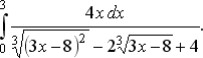 ∫₀³ 4x dx / (∛((3x−8)²) − 2∛(3x−8) + 4).